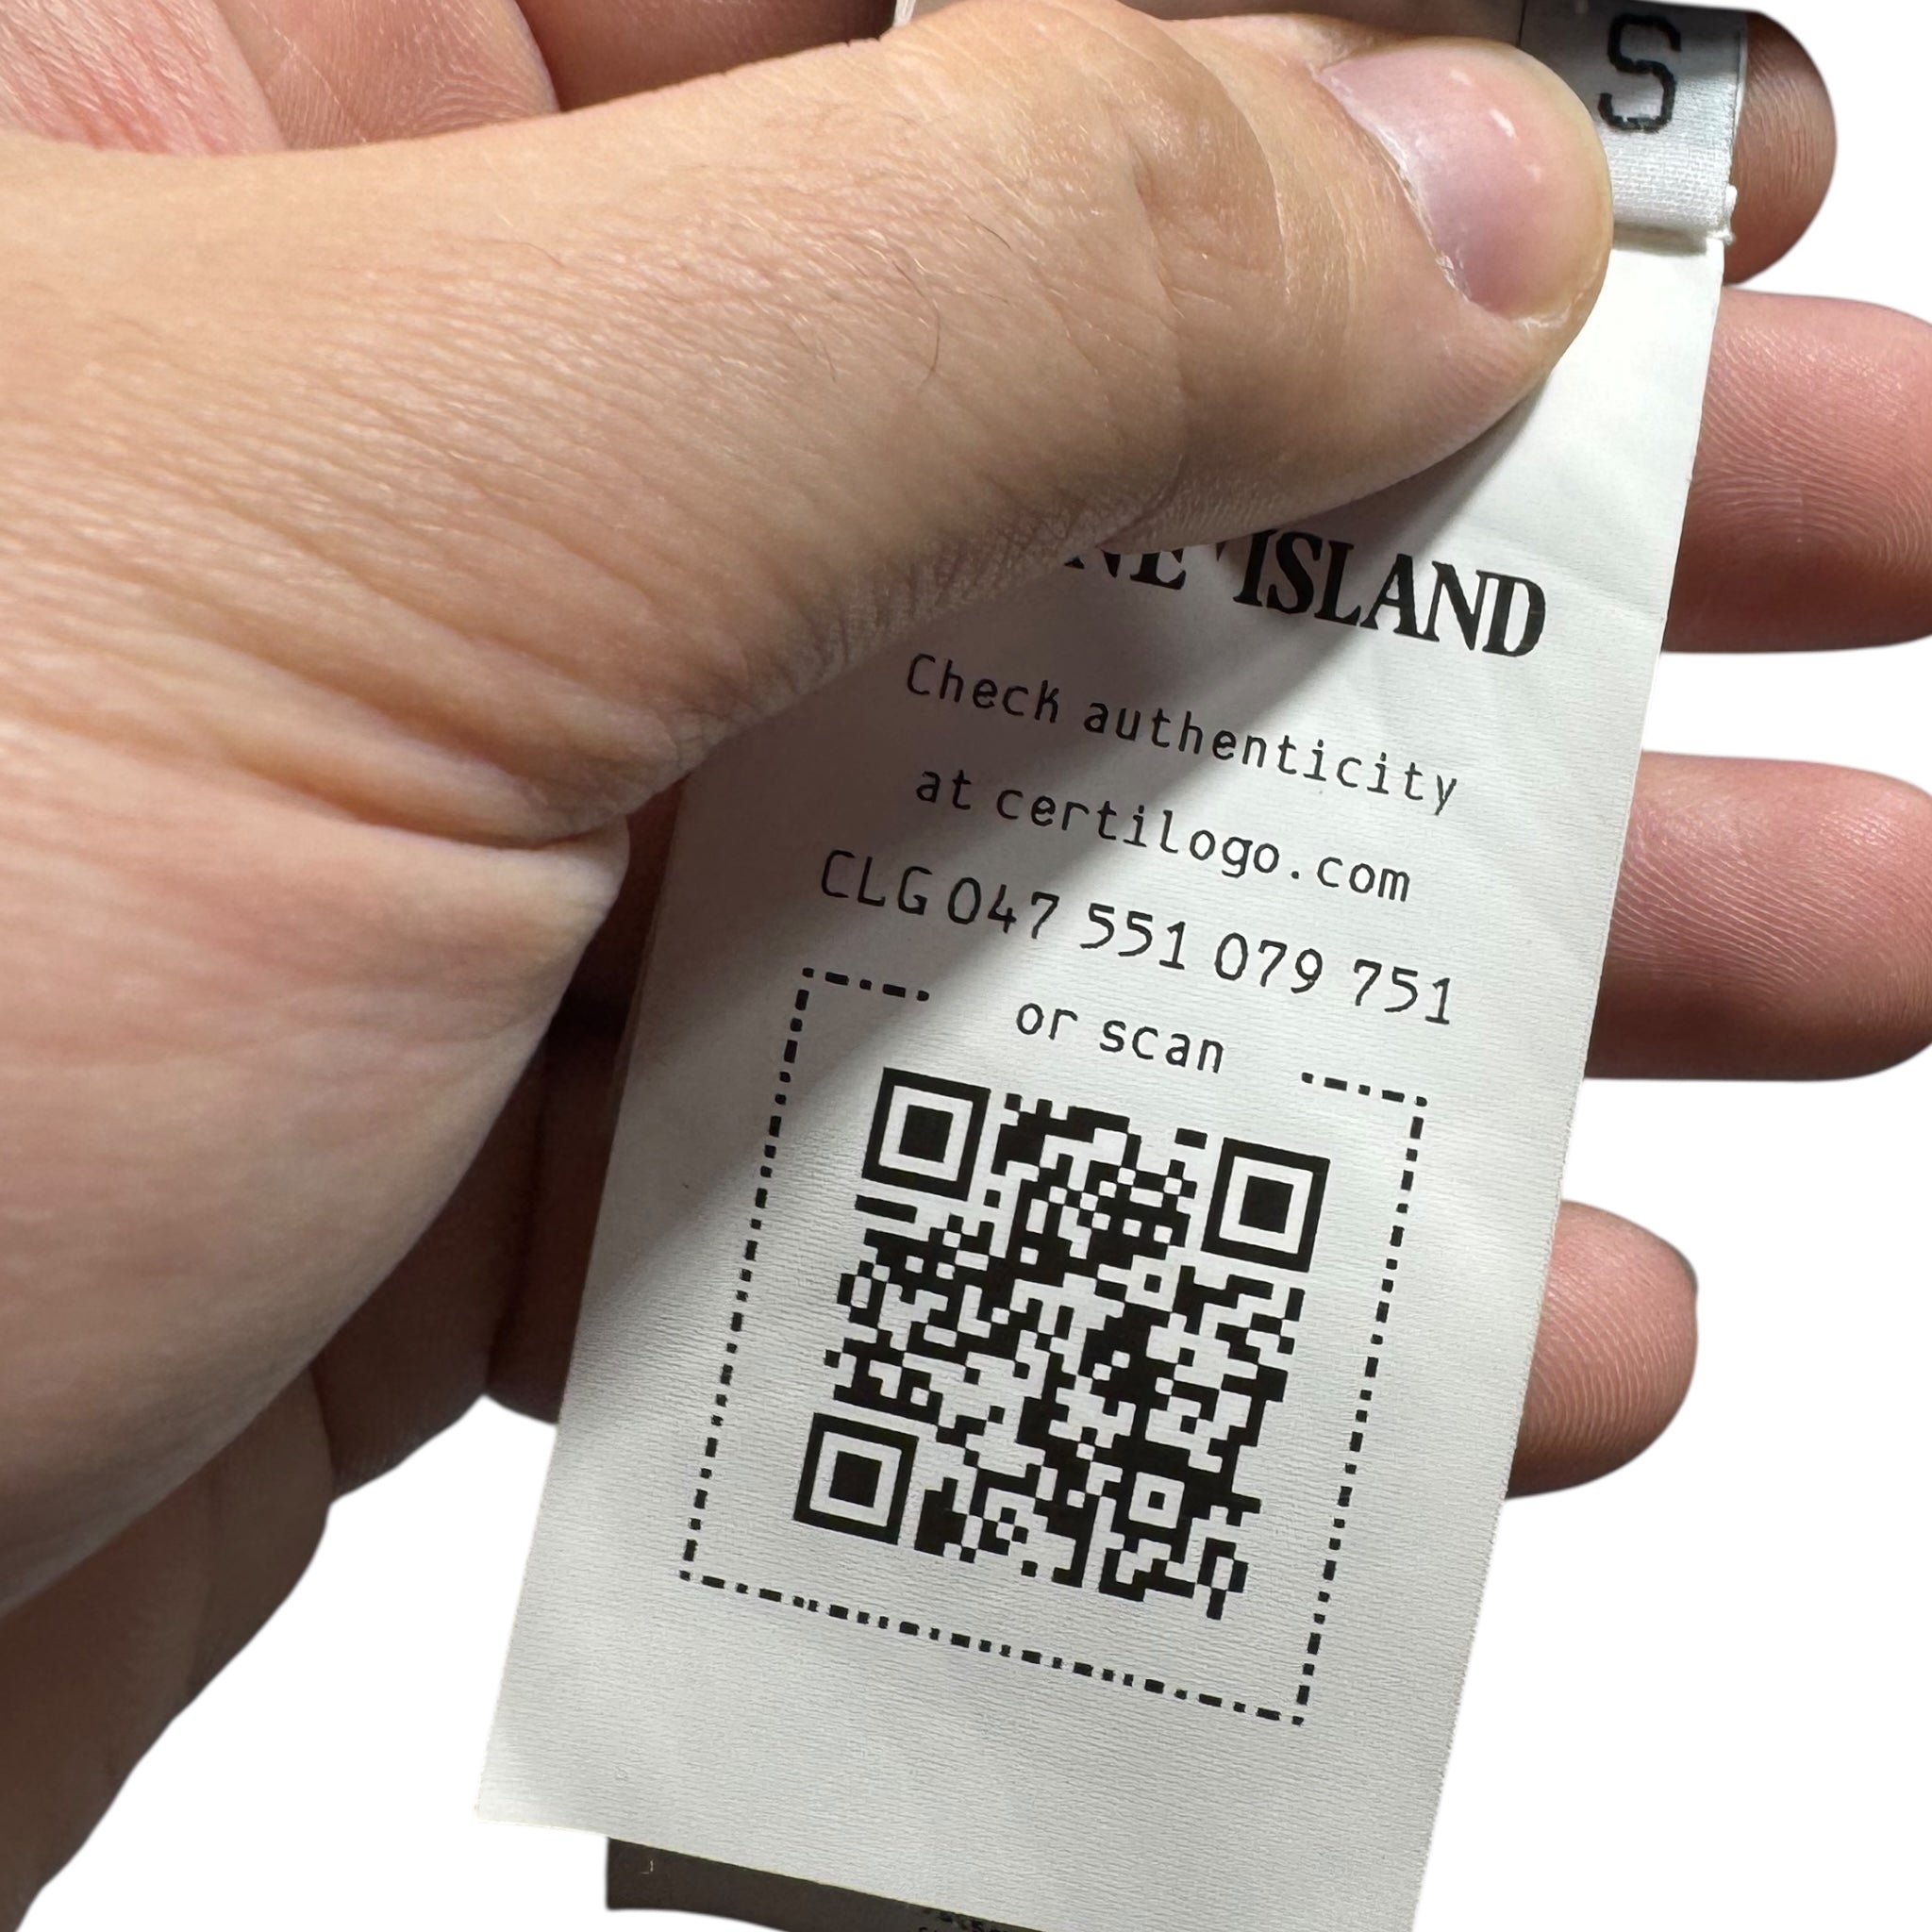 S
ISLAND
Check authenticity
at certilogo.com
CLG 047 551 079 751
or scan